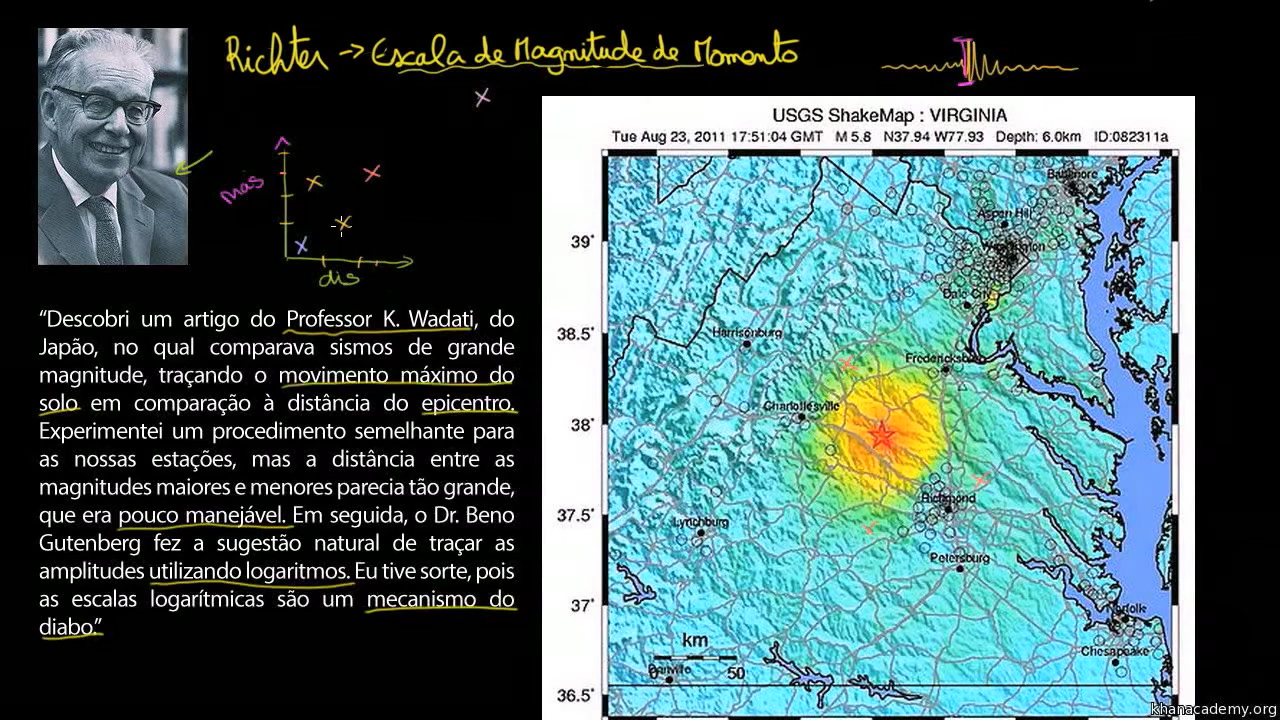 Richter → Escala de Magnitude de Momento
mas
dis
“Descobri um artigo do Professor K. Wadati, do
Japão, no qual comparava sismos de grande
magnitude, traçando o movimento máximo do
solo em comparação à distância do epicentro.
Experimentei um procedimento semelhante para
as nossas estações, mas a distância entre as
magnitudes maiores e menores parecia tão grande,
que era pouco manejável. Em seguida, o Dr. Beno
Gutenberg fez a sugestão natural de traçar as
amplitudes utilizando logaritmos. Eu tive sorte, pois
as escalas logarítmicas são um mecanismo do
diabo.”
USGS ShakeMap : VIRGINIA
Tue Aug 23, 2011 17:51:04 GMT M 5.8 N37.94 W77.93 Depth: 6.0km ID:082311a
Baltimore
Aspen Hill
39°
Washington
Dale City
38.5°
Harrisonburg
Fredericksburg
Charlottesville
38°
Richmond
37.5°
Lynchburg
Petersburg
37°
Norfolk
km
Chesapeake
0 50
Danville
36.5°
khanacademy.org